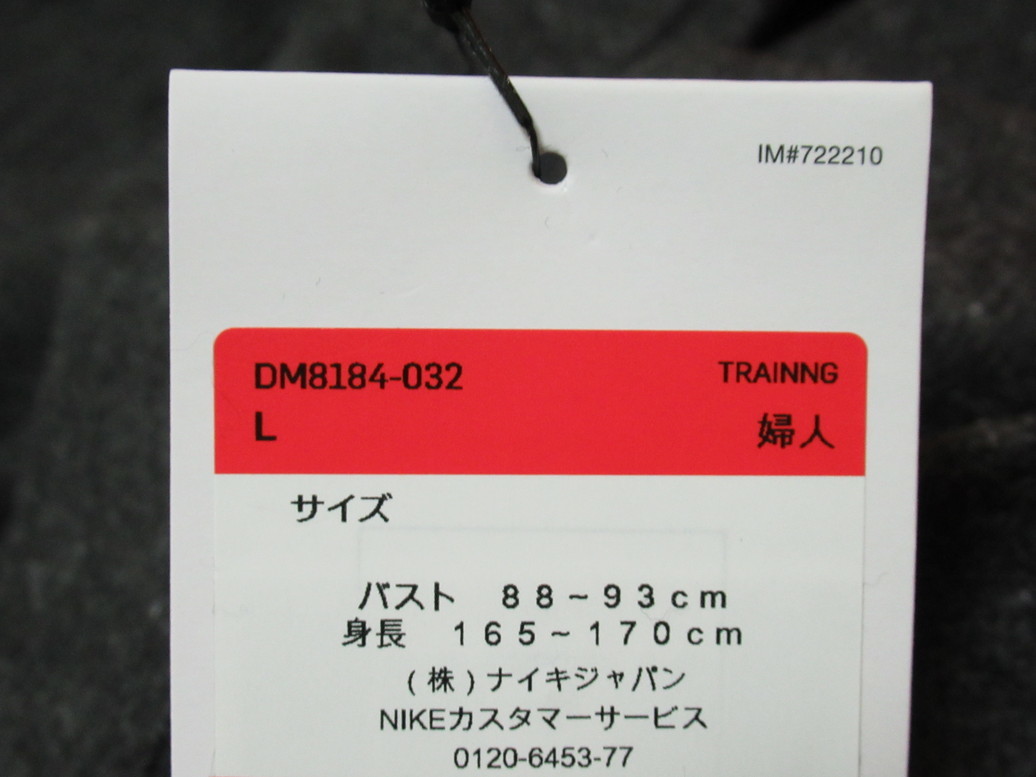 IM#722210
DM8184-032 TRAINNG
L 婦人
サイズ
バスト　８８~９３ｃｍ
身長　１６５~１７０ｃｍ
(株)ナイキジャパン
NIKEカスタマーサービス
0120-6453-77